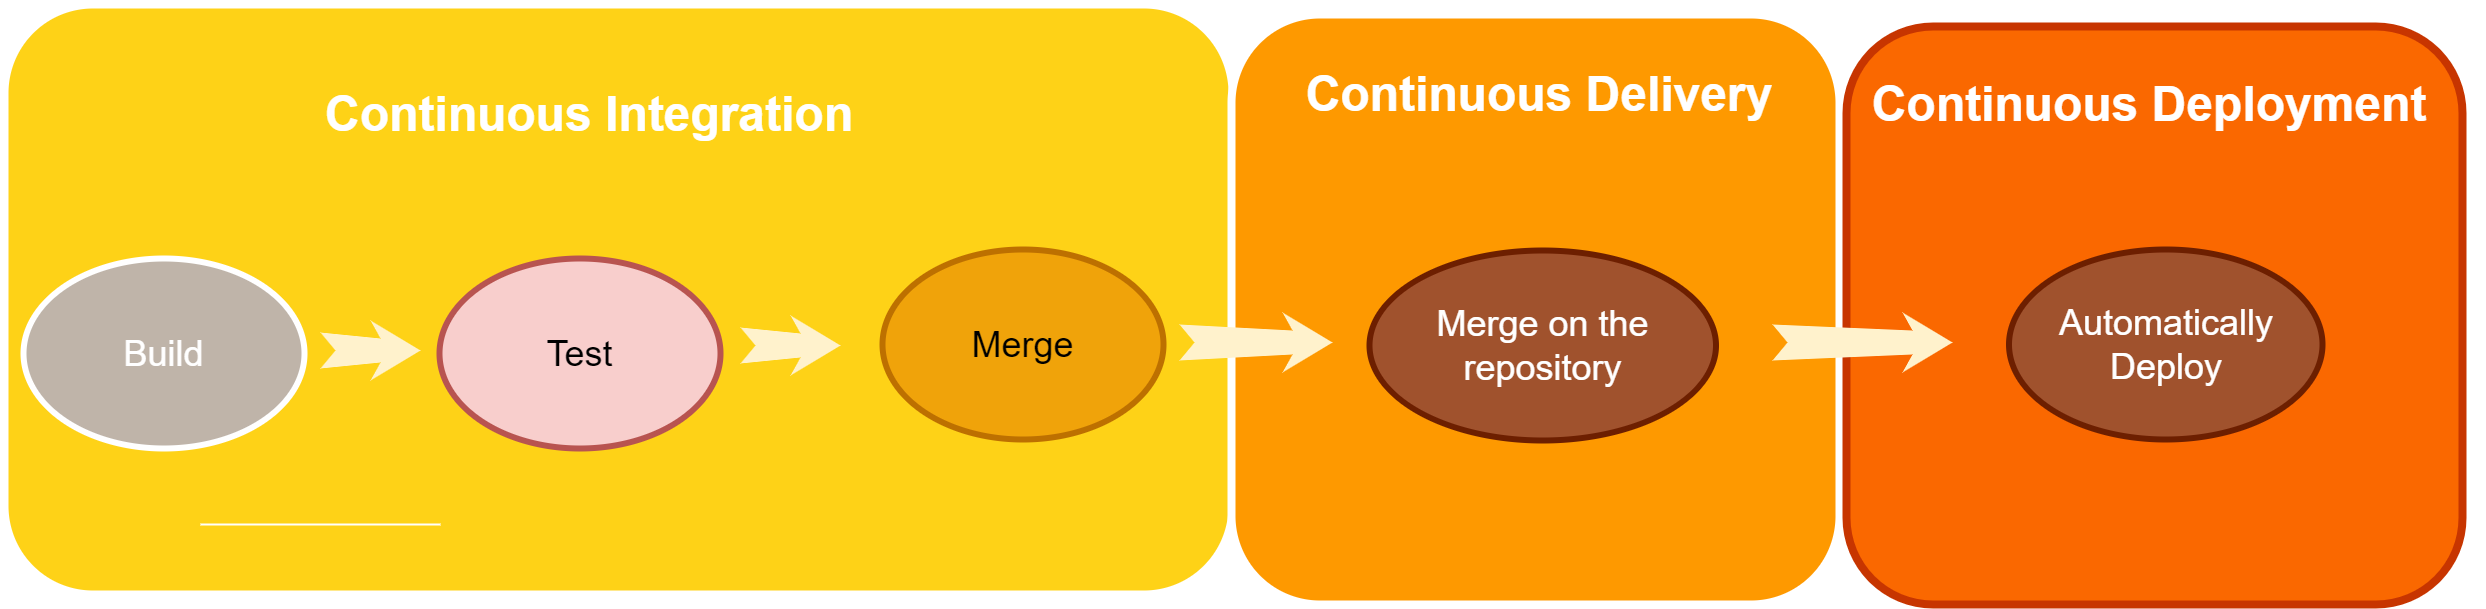 Continuous Integration
Continuous Delivery
Continuous Deployment
Build
Test
Merge
Merge on the
repository
Automatically
Deploy